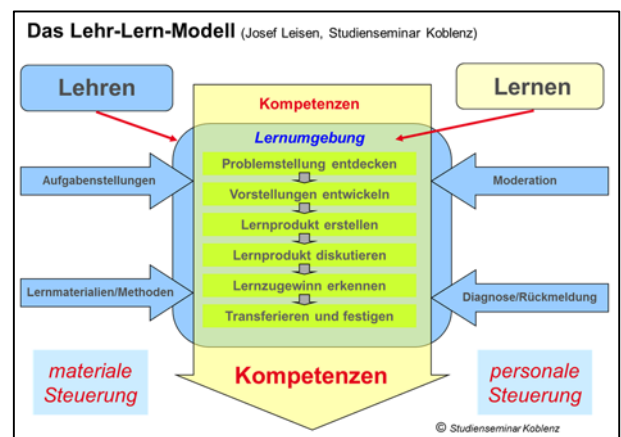 Das Lehr-Lern-Modell (Josef Leisen, Studienseminar Koblenz)
Lehren
Lernen
Kompetenzen
Lernumgebung
Problemstellung entdecken
Aufgabenstellungen
Moderation
Vorstellungen entwickeln
Lernprodukt erstellen
Lernprodukt diskutieren
Lernzugewinn erkennen
Lernmaterialien/Methoden
Diagnose/Rückmeldung
Transferieren und festigen
materiale
Steuerung
Kompetenzen
personale
Steuerung
© Studienseminar Koblenz